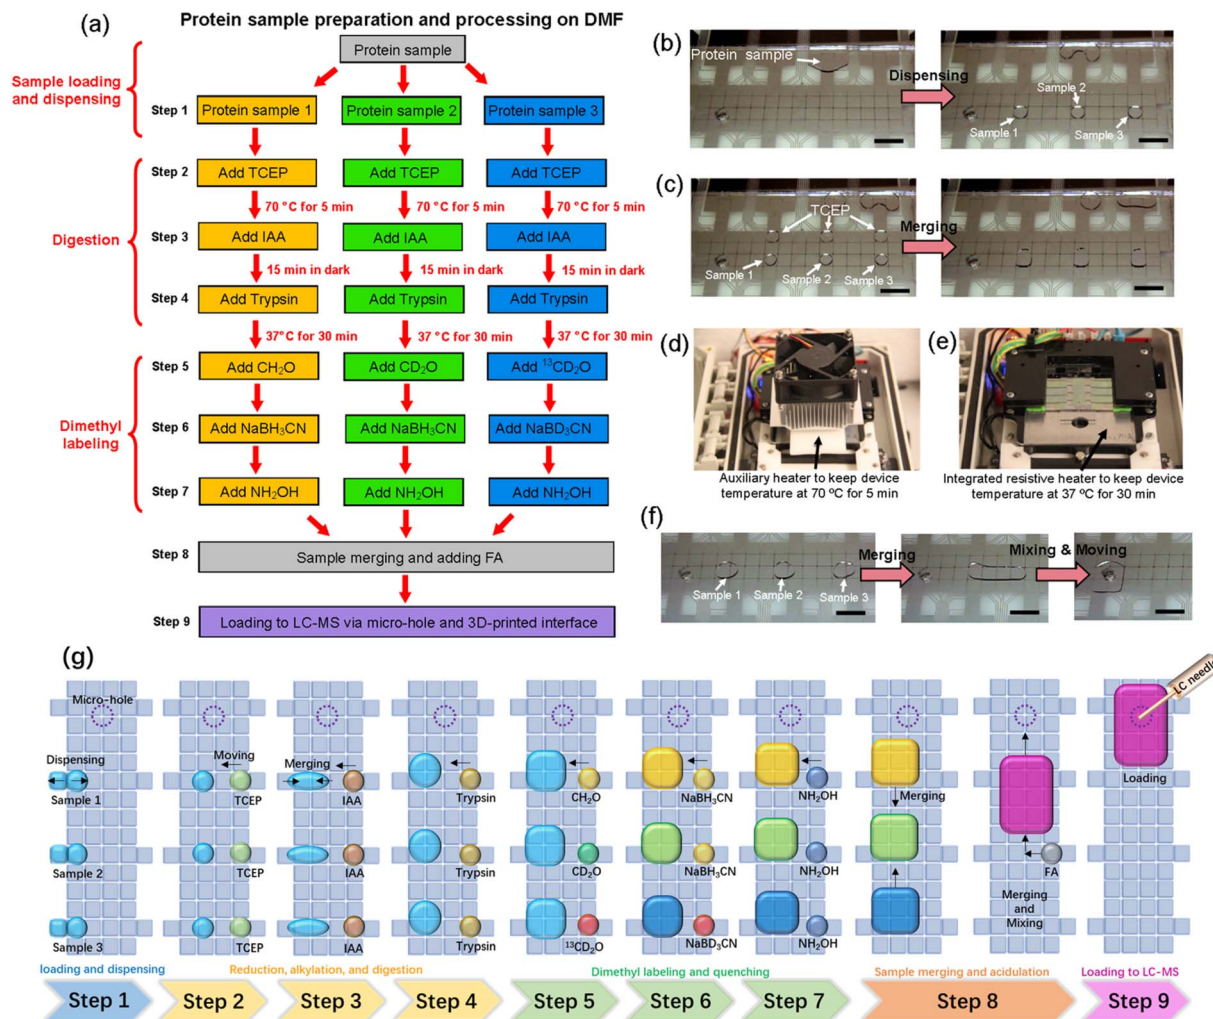 (a)
Protein sample preparation and processing on DMF
Protein sample
Sample loading
and dispensing
Step 1
Protein sample 1
Protein sample 2
Protein sample 3
Digestion
Step 2
Add TCEP
Add TCEP
Add TCEP
70 °C for 5 min
70 °C for 5 min
70 °C for 5 min
Step 3
Add IAA
Add IAA
Add IAA
15 min in dark
15 min in dark
15 min in dark
Step 4
Add Trypsin
Add Trypsin
Add Trypsin
37°C for 30 min
37 °C for 30 min
37 °C for 30 min
Dimethyl
labeling
Step 5
Add CH₂O
Add CD₂O
Add ¹³CD₂O
Step 6
Add NaBH₃CN
Add NaBH₃CN
Add NaBD₃CN
Step 7
Add NH₂OH
Add NH₂OH
Add NH₂OH
Step 8
Sample merging and adding FA
Step 9
Loading to LC-MS via micro-hole and 3D-printed interface
(b)
Protein sample
Dispensing
Sample 2
Sample 1
Sample 3
(c)
TCEP
Sample 1
Sample 2
Sample 3
Merging
(d)
Auxiliary heater to keep device
temperature at 70 ºC for 5 min
(e)
Integrated resistive heater to keep device
temperature at 37 ºC for 30 min
(f)
Sample 1
Sample 2
Sample 3
Merging
Mixing & Moving
(g)
Micro-hole
Dispensing
Sample 1
Sample 2
Sample 3
Moving
TCEP
TCEP
TCEP
Merging
IAA
IAA
IAA
Trypsin
Trypsin
Trypsin
CH₂O
CD₂O
¹³CD₂O
NaBH₃CN
NaBH₃CN
NaBD₃CN
NH₂OH
NH₂OH
NH₂OH
Merging
FA
Merging
and
Mixing
LC needle
Loading
loading and dispensing
Reduction, alkylation, and digestion
Dimethyl labeling and quenching
Sample merging and acidulation
Loading to LC-MS
Step 1
Step 2
Step 3
Step 4
Step 5
Step 6
Step 7
Step 8
Step 9